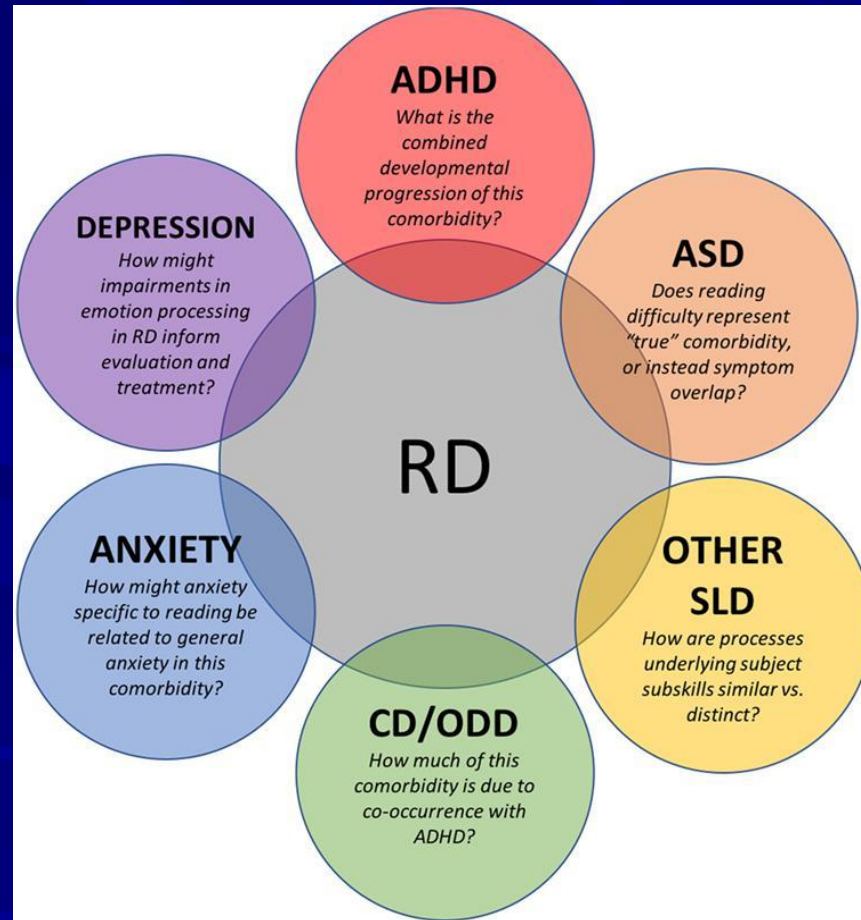 ADHD
What is the
combined
developmental
progression of this
comorbidity?
DEPRESSION
How might
impairments in
emotion processing
in RD inform
evaluation and
treatment?
ASD
Does reading
difficulty represent
“true” comorbidity,
or instead symptom
overlap?
RD
ANXIETY
How might anxiety
specific to reading be
related to general
anxiety in this
comorbidity?
OTHER
SLD
How are processes
underlying subject
subskills similar vs.
distinct?
CD/ODD
How much of this
comorbidity is due to
co-occurrence with
ADHD?